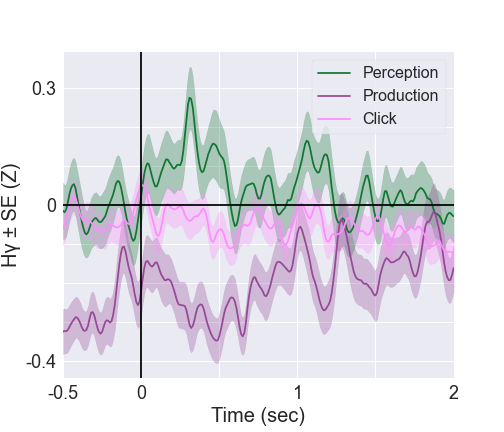 Perception
Production
Click
Hγ ± SE (Z)
0.3
0
-0.4
-0.5
0
1
2
Time (sec)